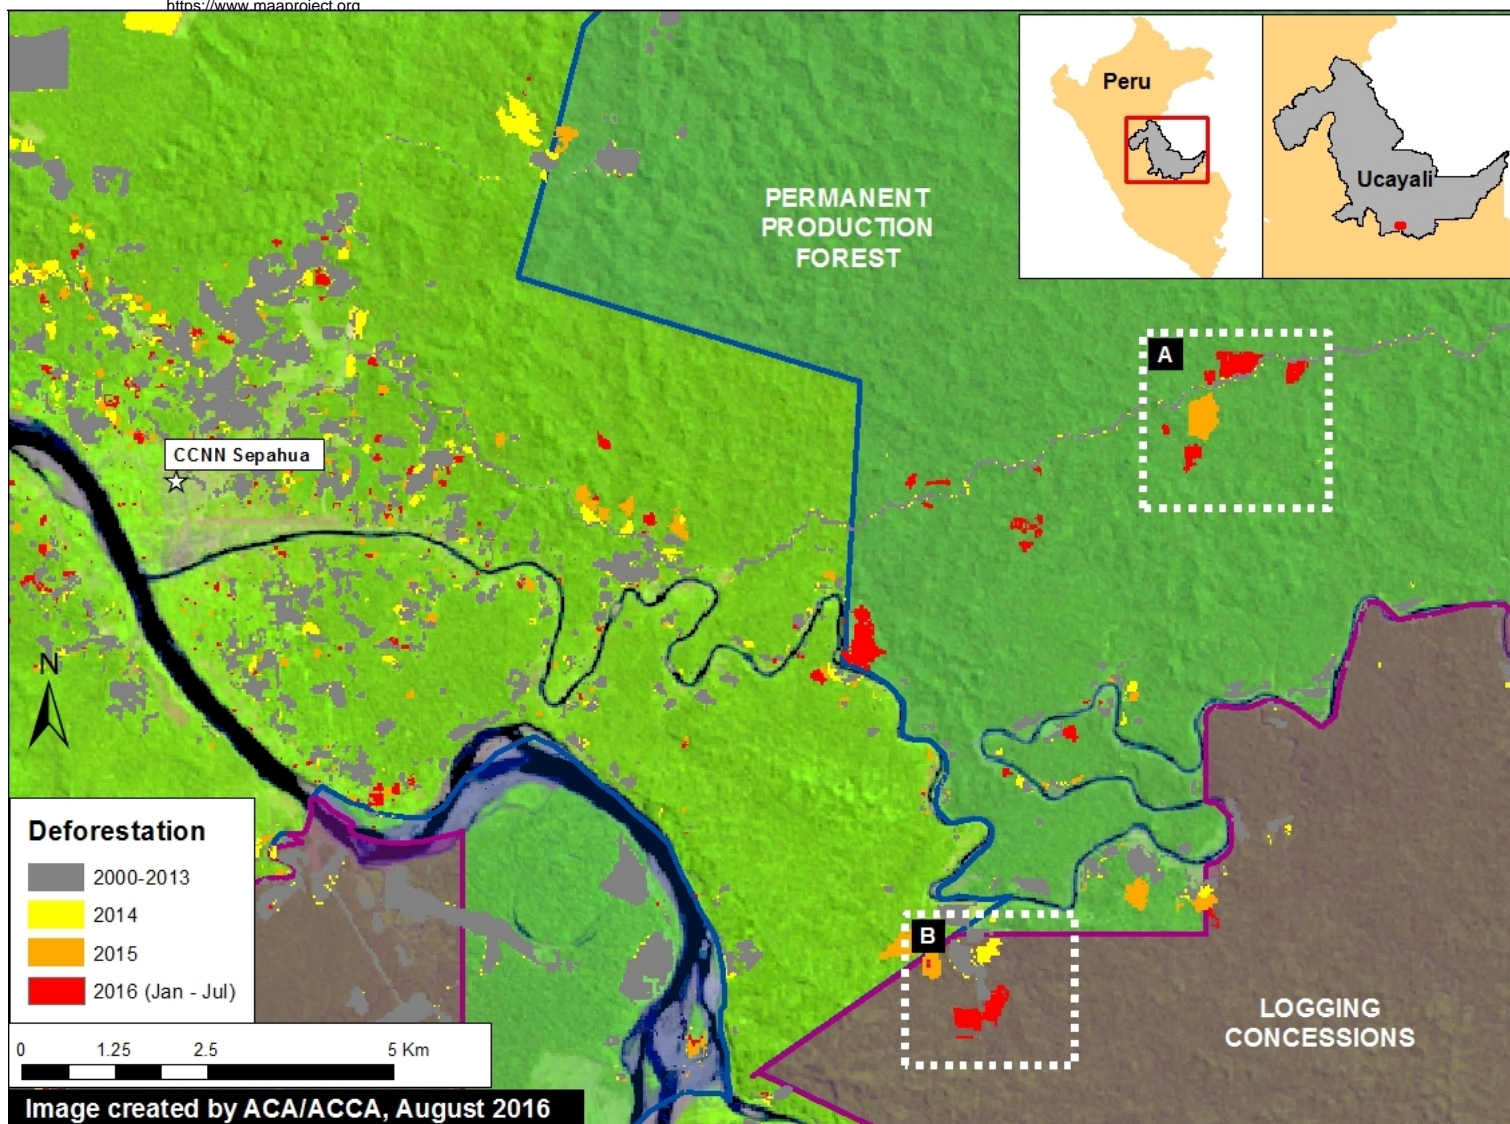 https://www.maaproject.org
Peru
Ucayali
PERMANENT
PRODUCTION
FOREST
A
CCNN Sepahua
N
Deforestation
2000-2013
2014
2015
2016 (Jan - Jul)
B
LOGGING
CONCESSIONS
0 1.25 2.5 5 Km
Image created by ACA/ACCA, August 2016